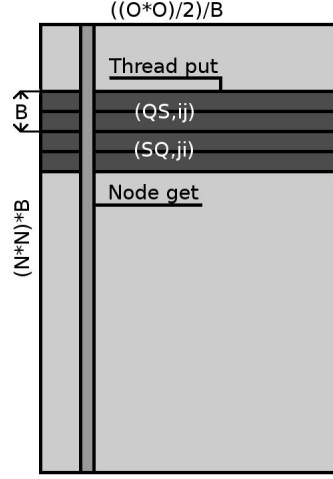 ((O*O)/2)/B
Thread put
B
(QS,ij)
(SQ,ji)
Node get
(N*N)*B